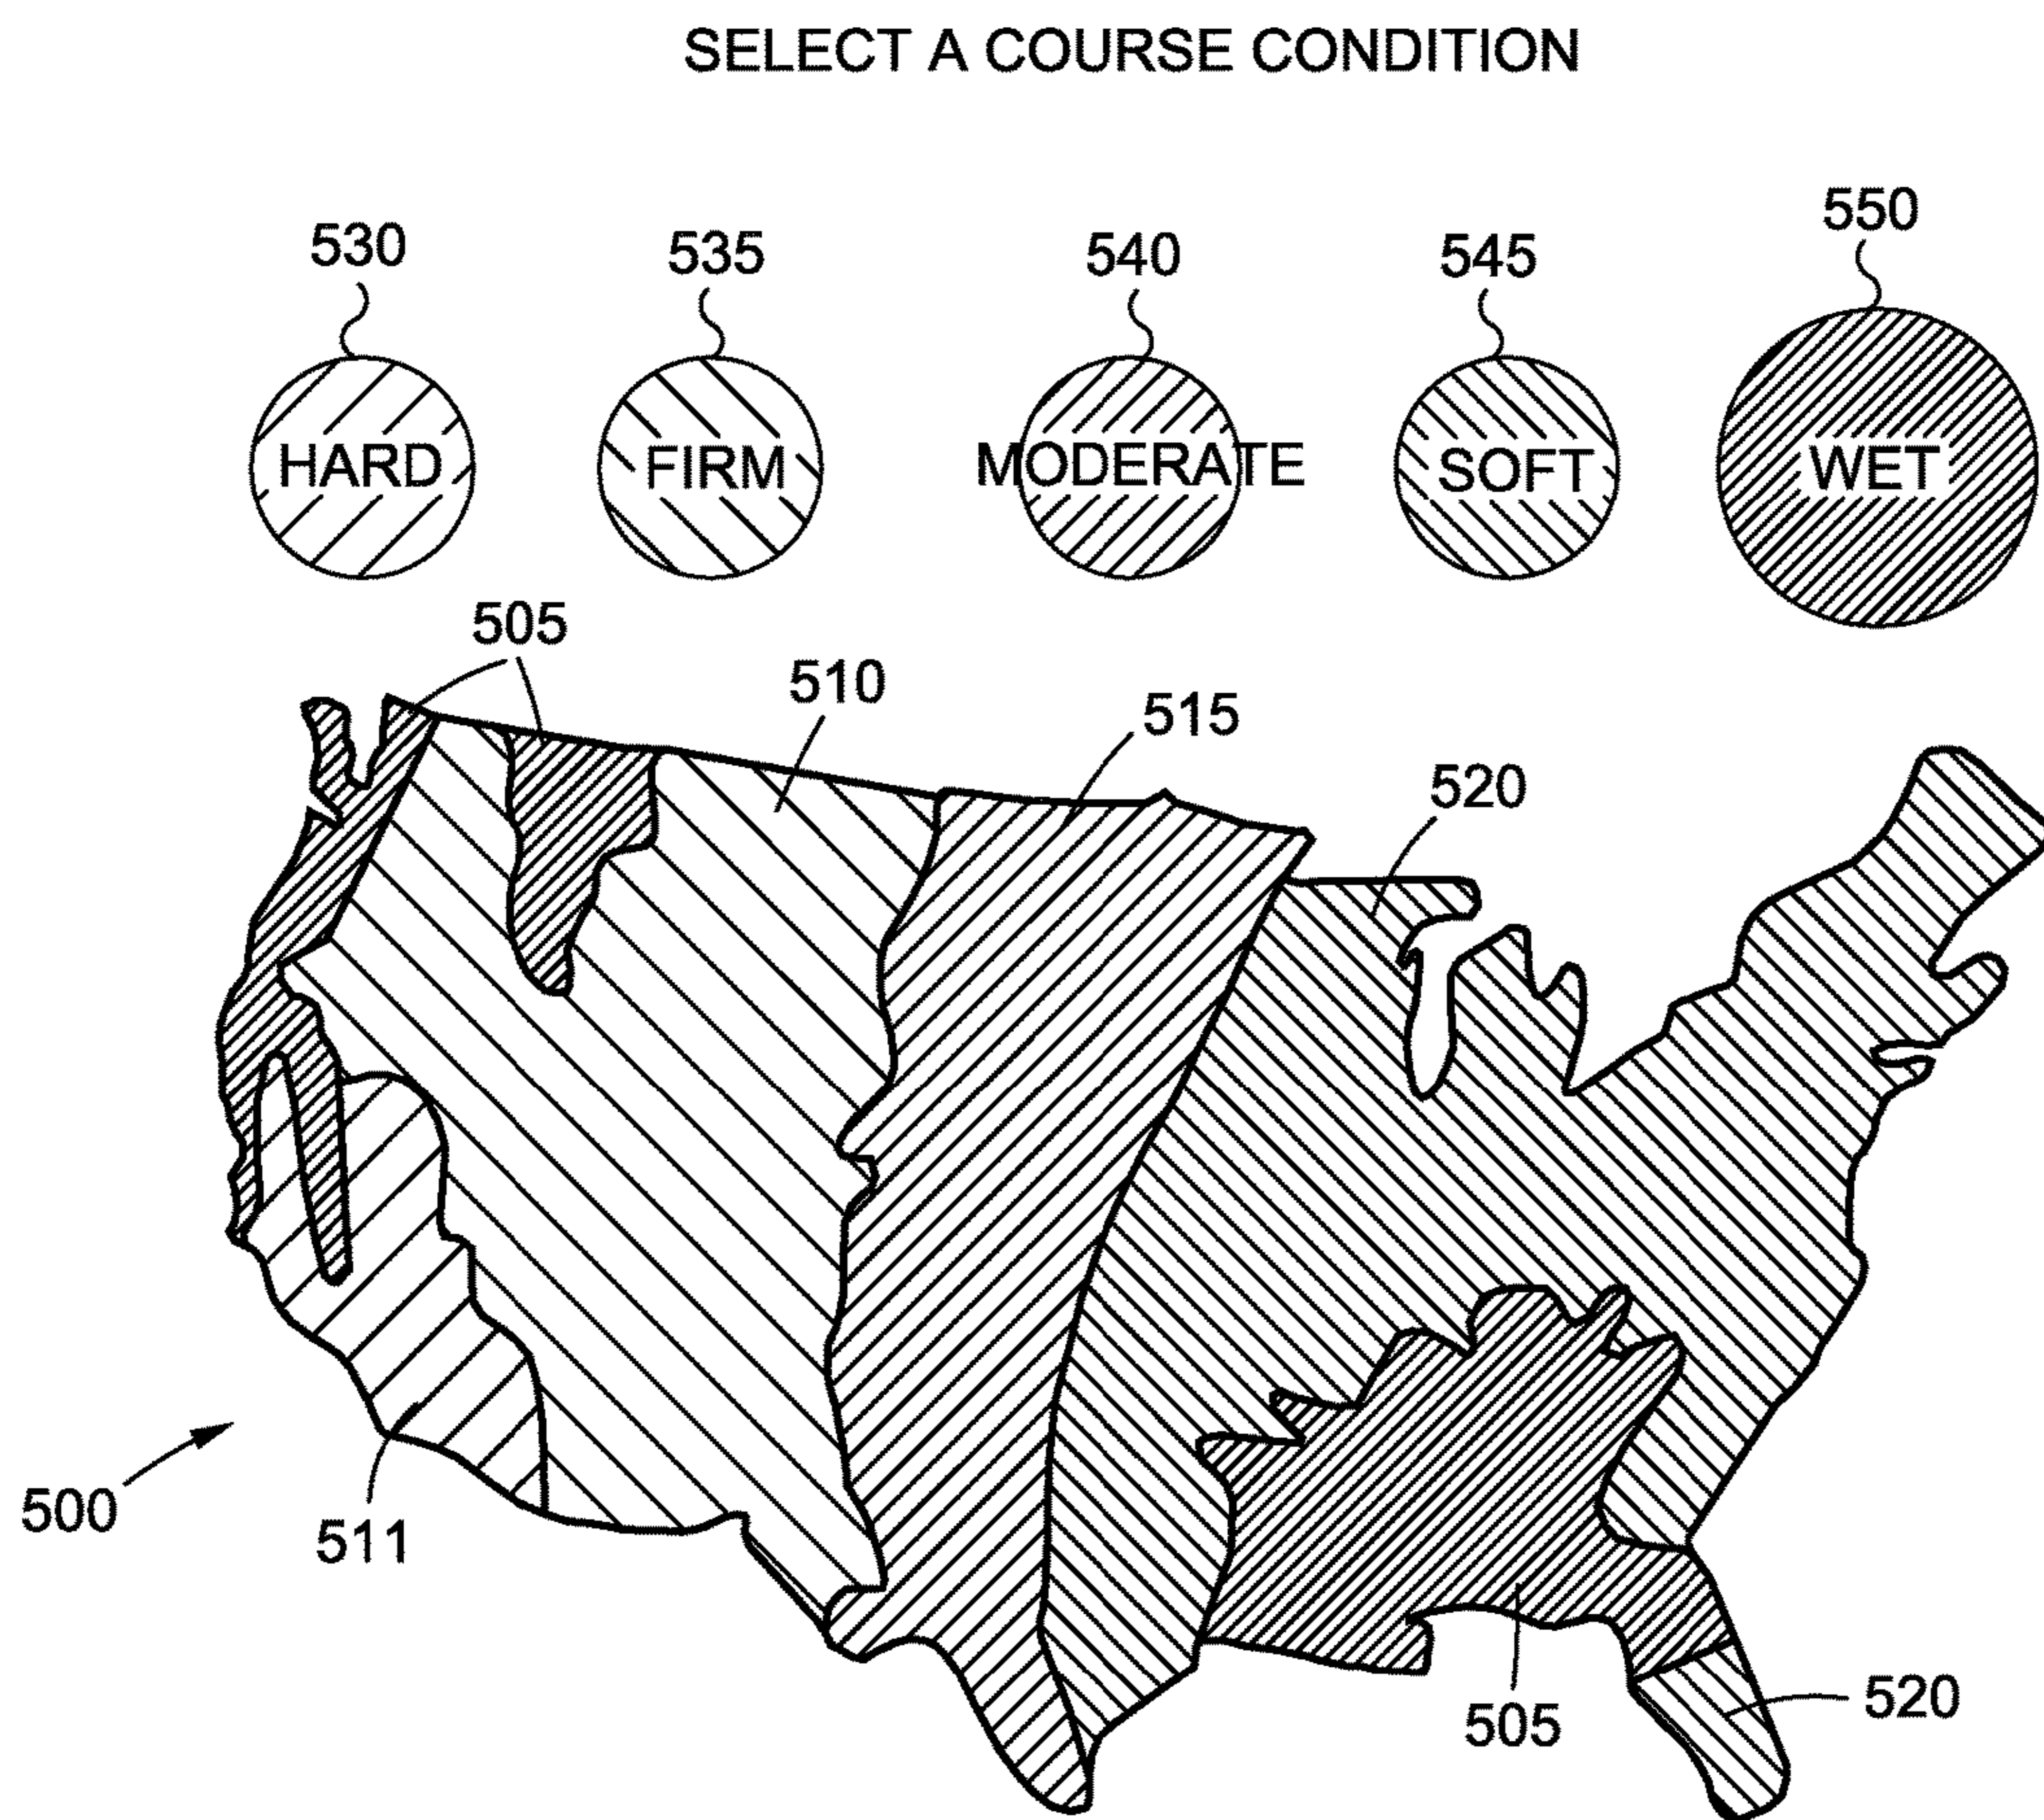 SELECT A COURSE CONDITION
530 535 540 545 550
HARD FIRM MODERATE SOFT WET
505
510
515
520
500
511
505
520